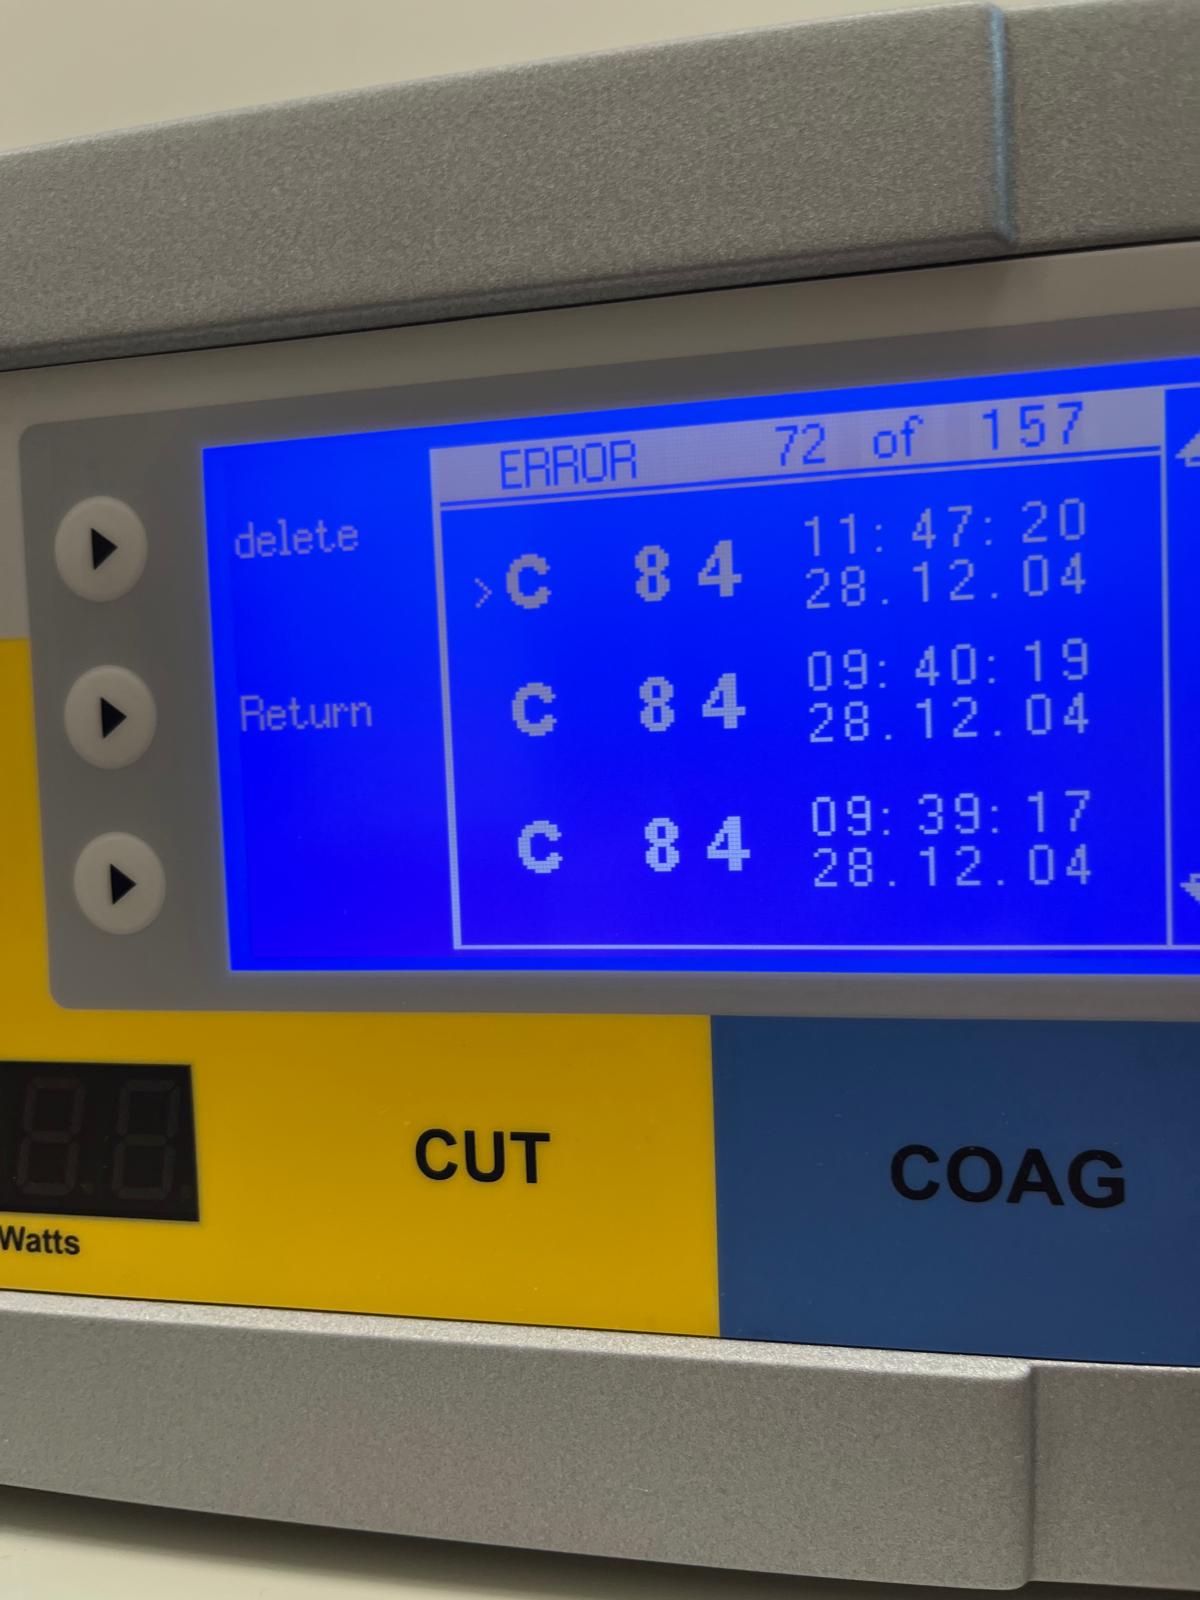 ERROR 72 of 157
delete
>C 84 11:47:20
28.12.04
C 84 09:40:19
28.12.04
Return
C 84 09:39:17
28.12.04
CUT
COAG
Watts